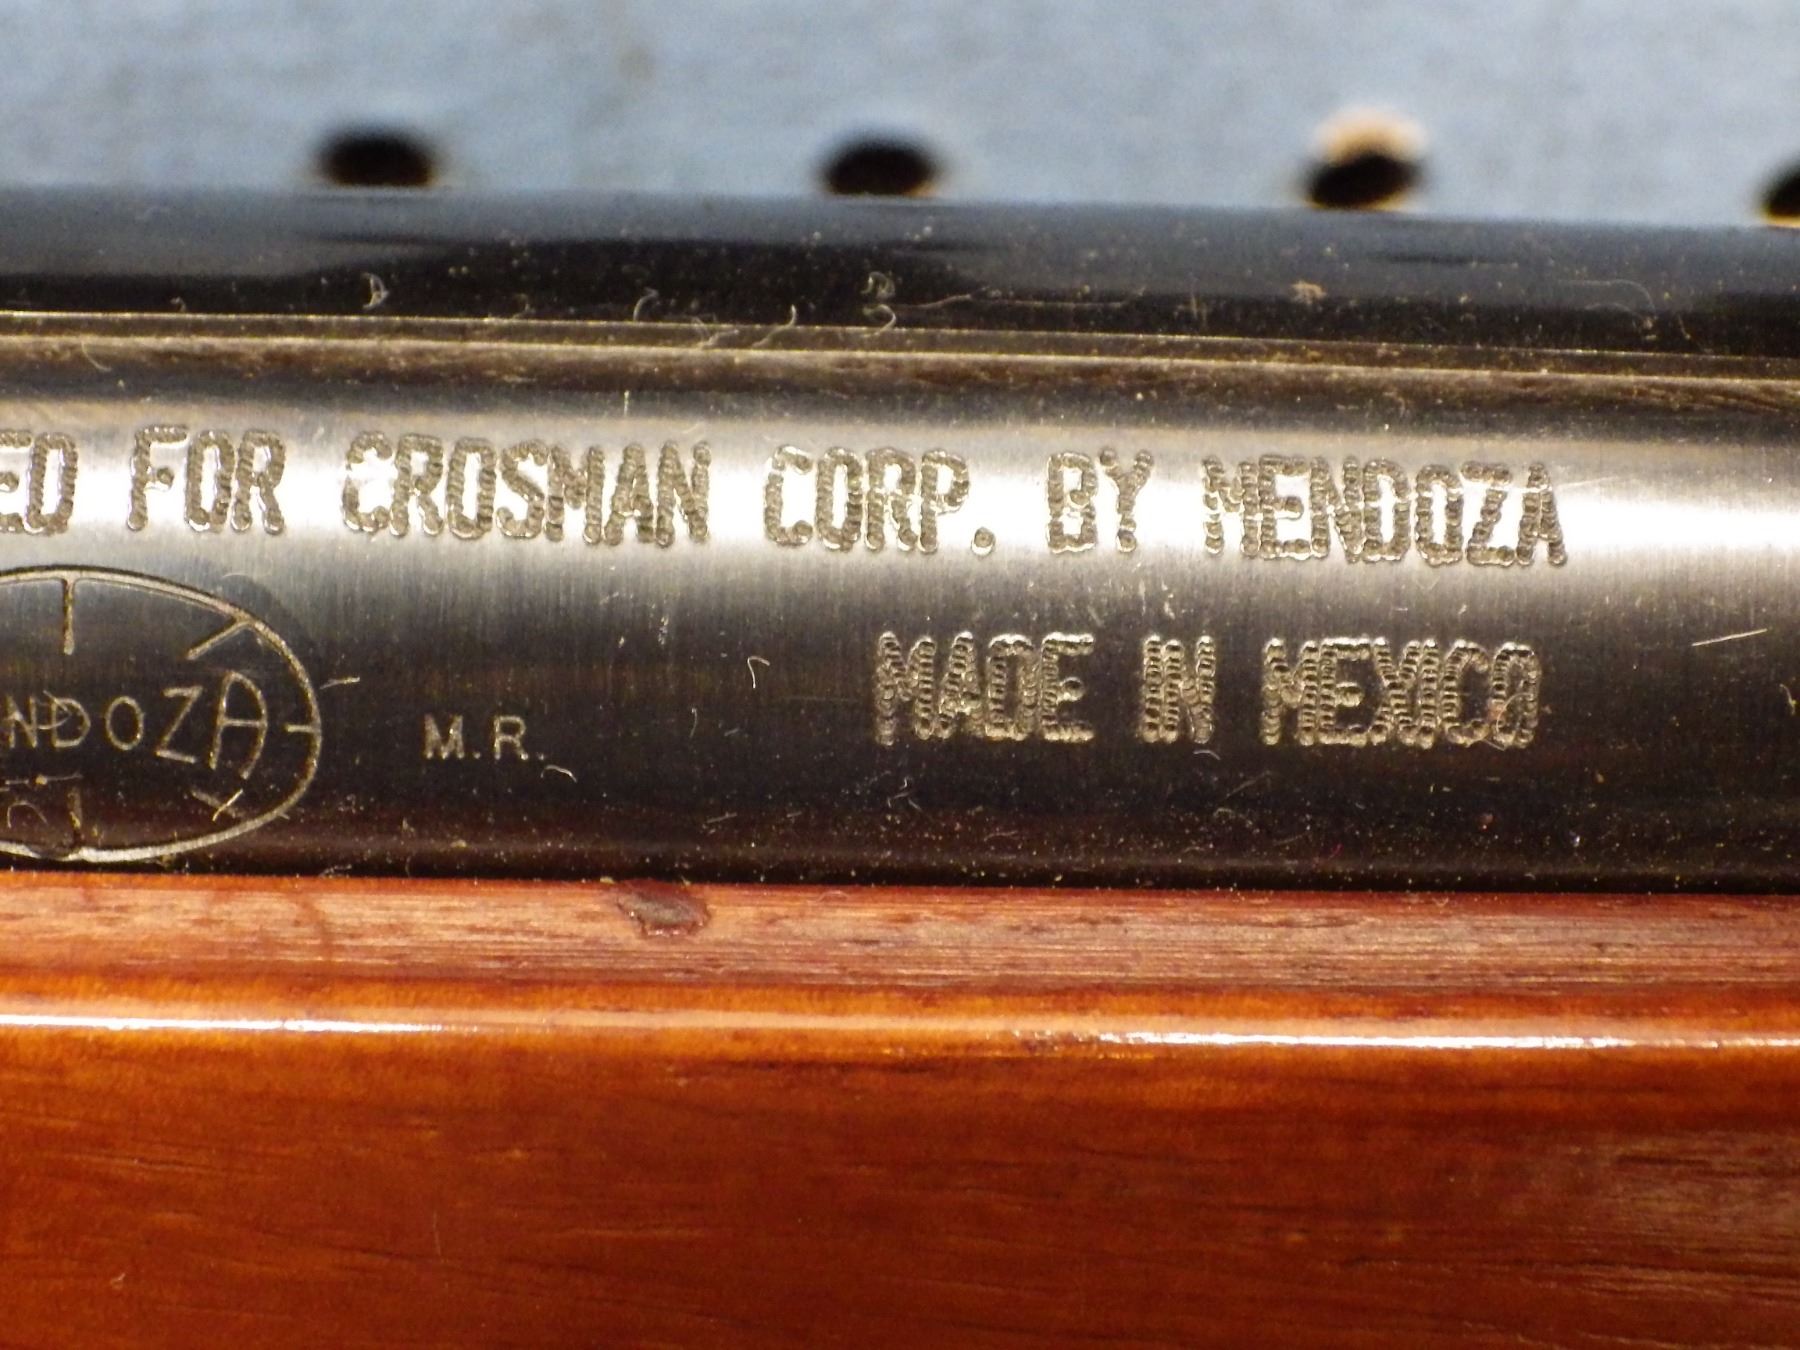 ED FOR CROSMAN CORP. BY MENDOZA
MADE IN MEXICO
NDOZA
M.R.